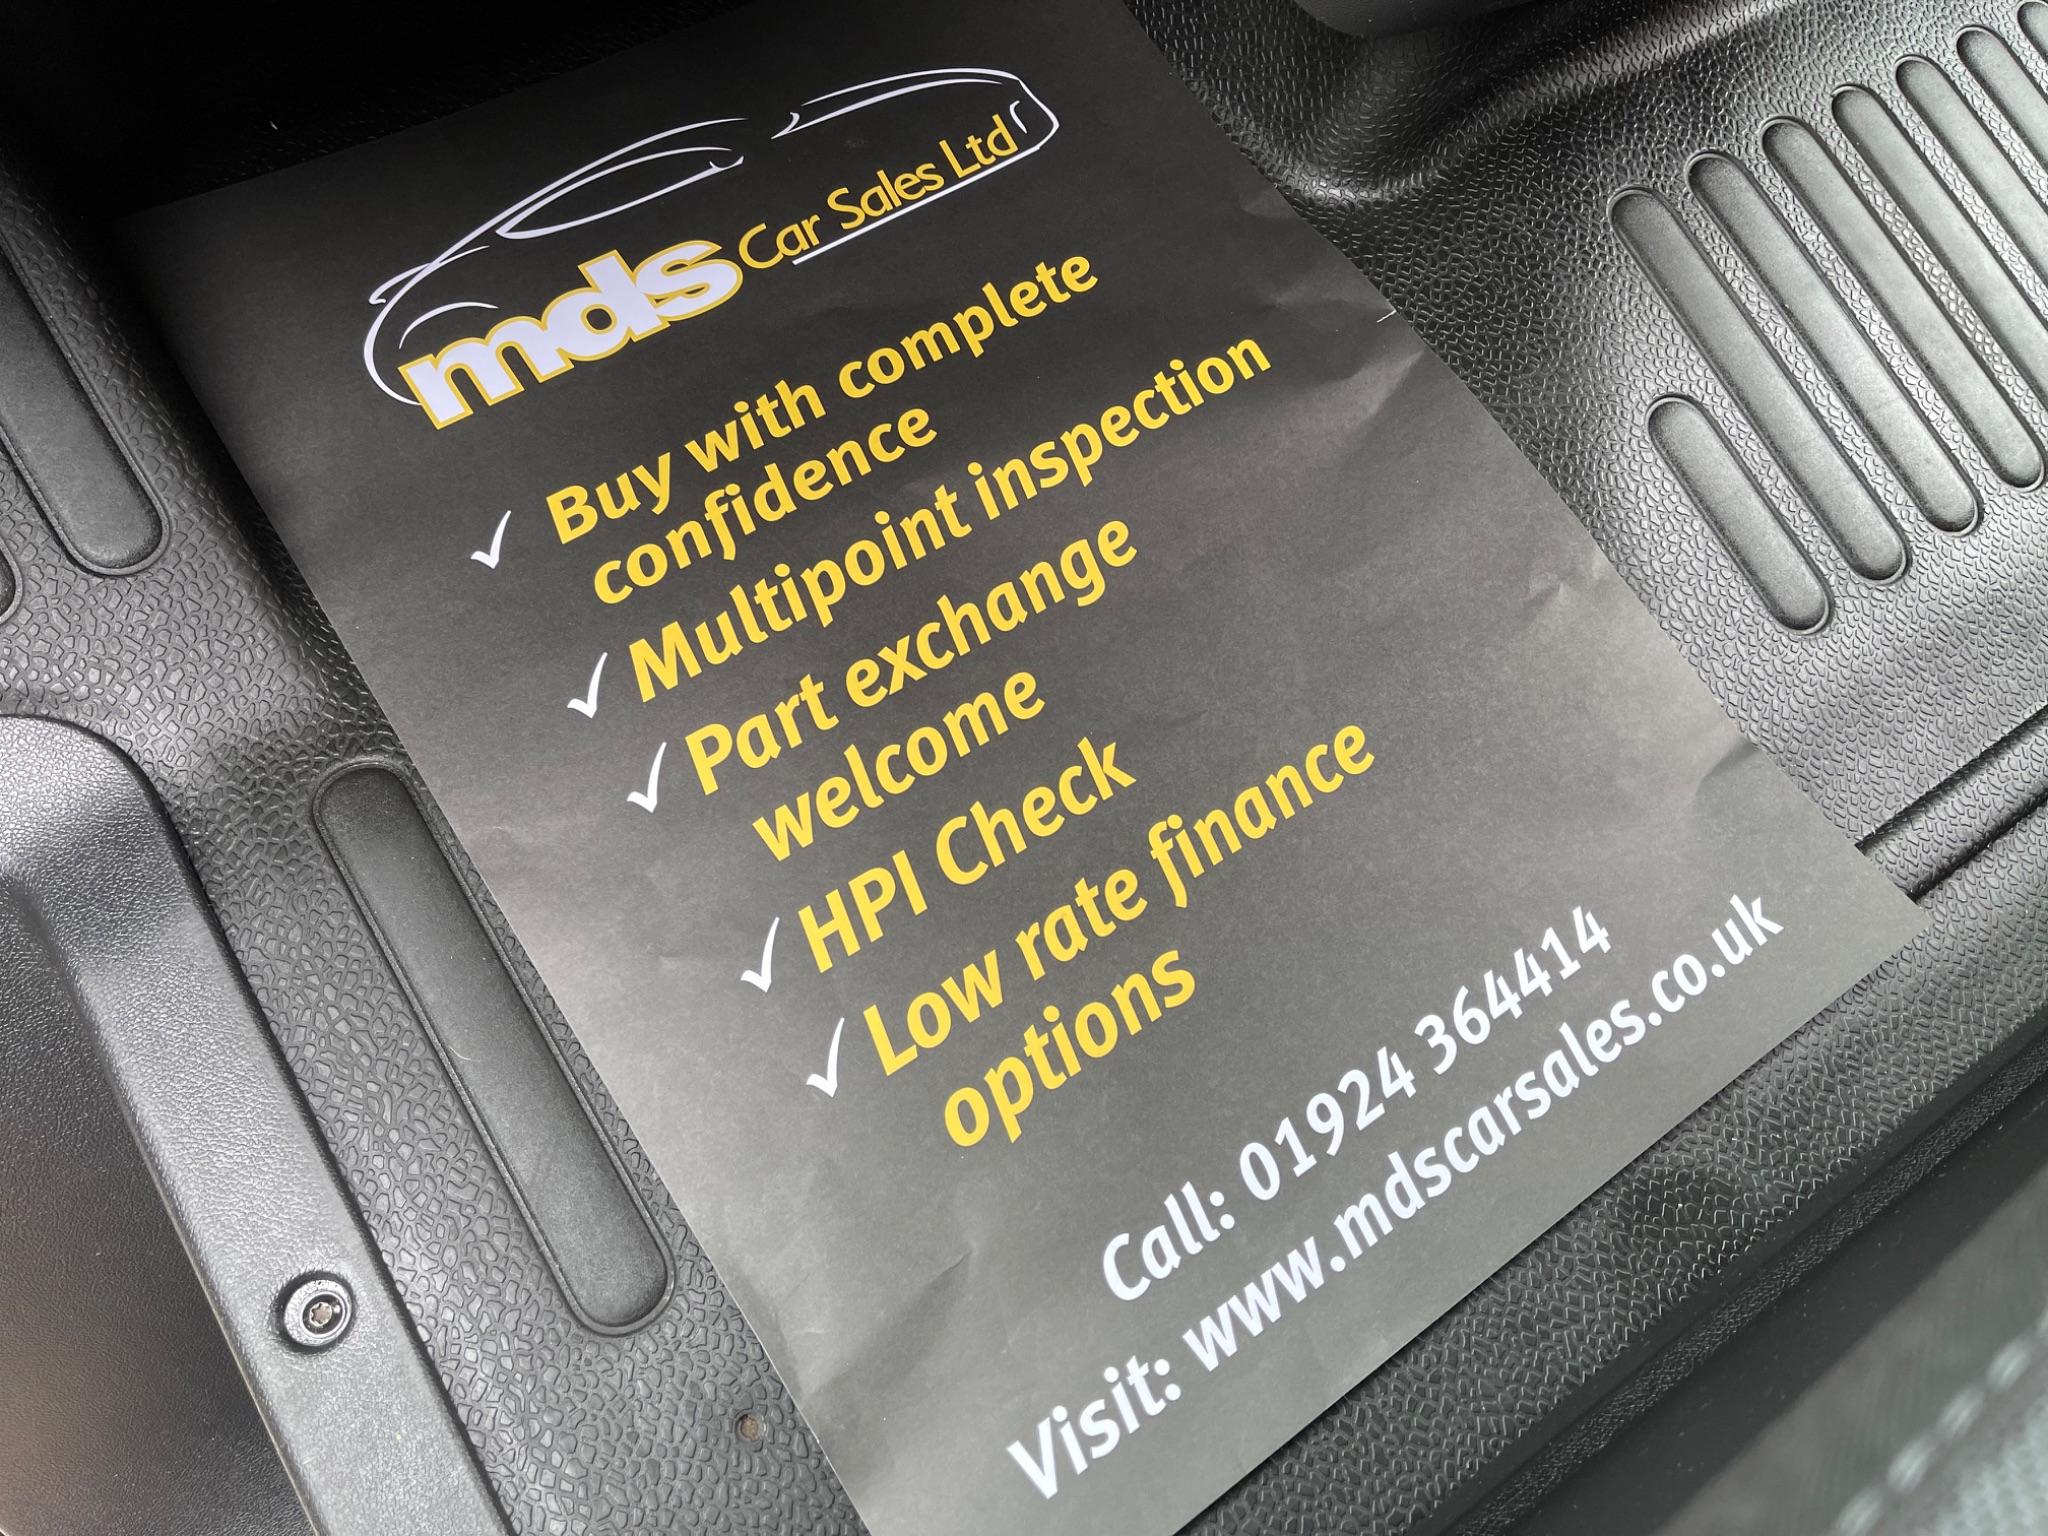 mds Car Sales Ltd
Buy with complete
confidence
Multipoint inspection
Part exchange
welcome
HPI Check
Low rate finance
options
Call: 01924 364414
Visit: www.mdscarsales.co.uk